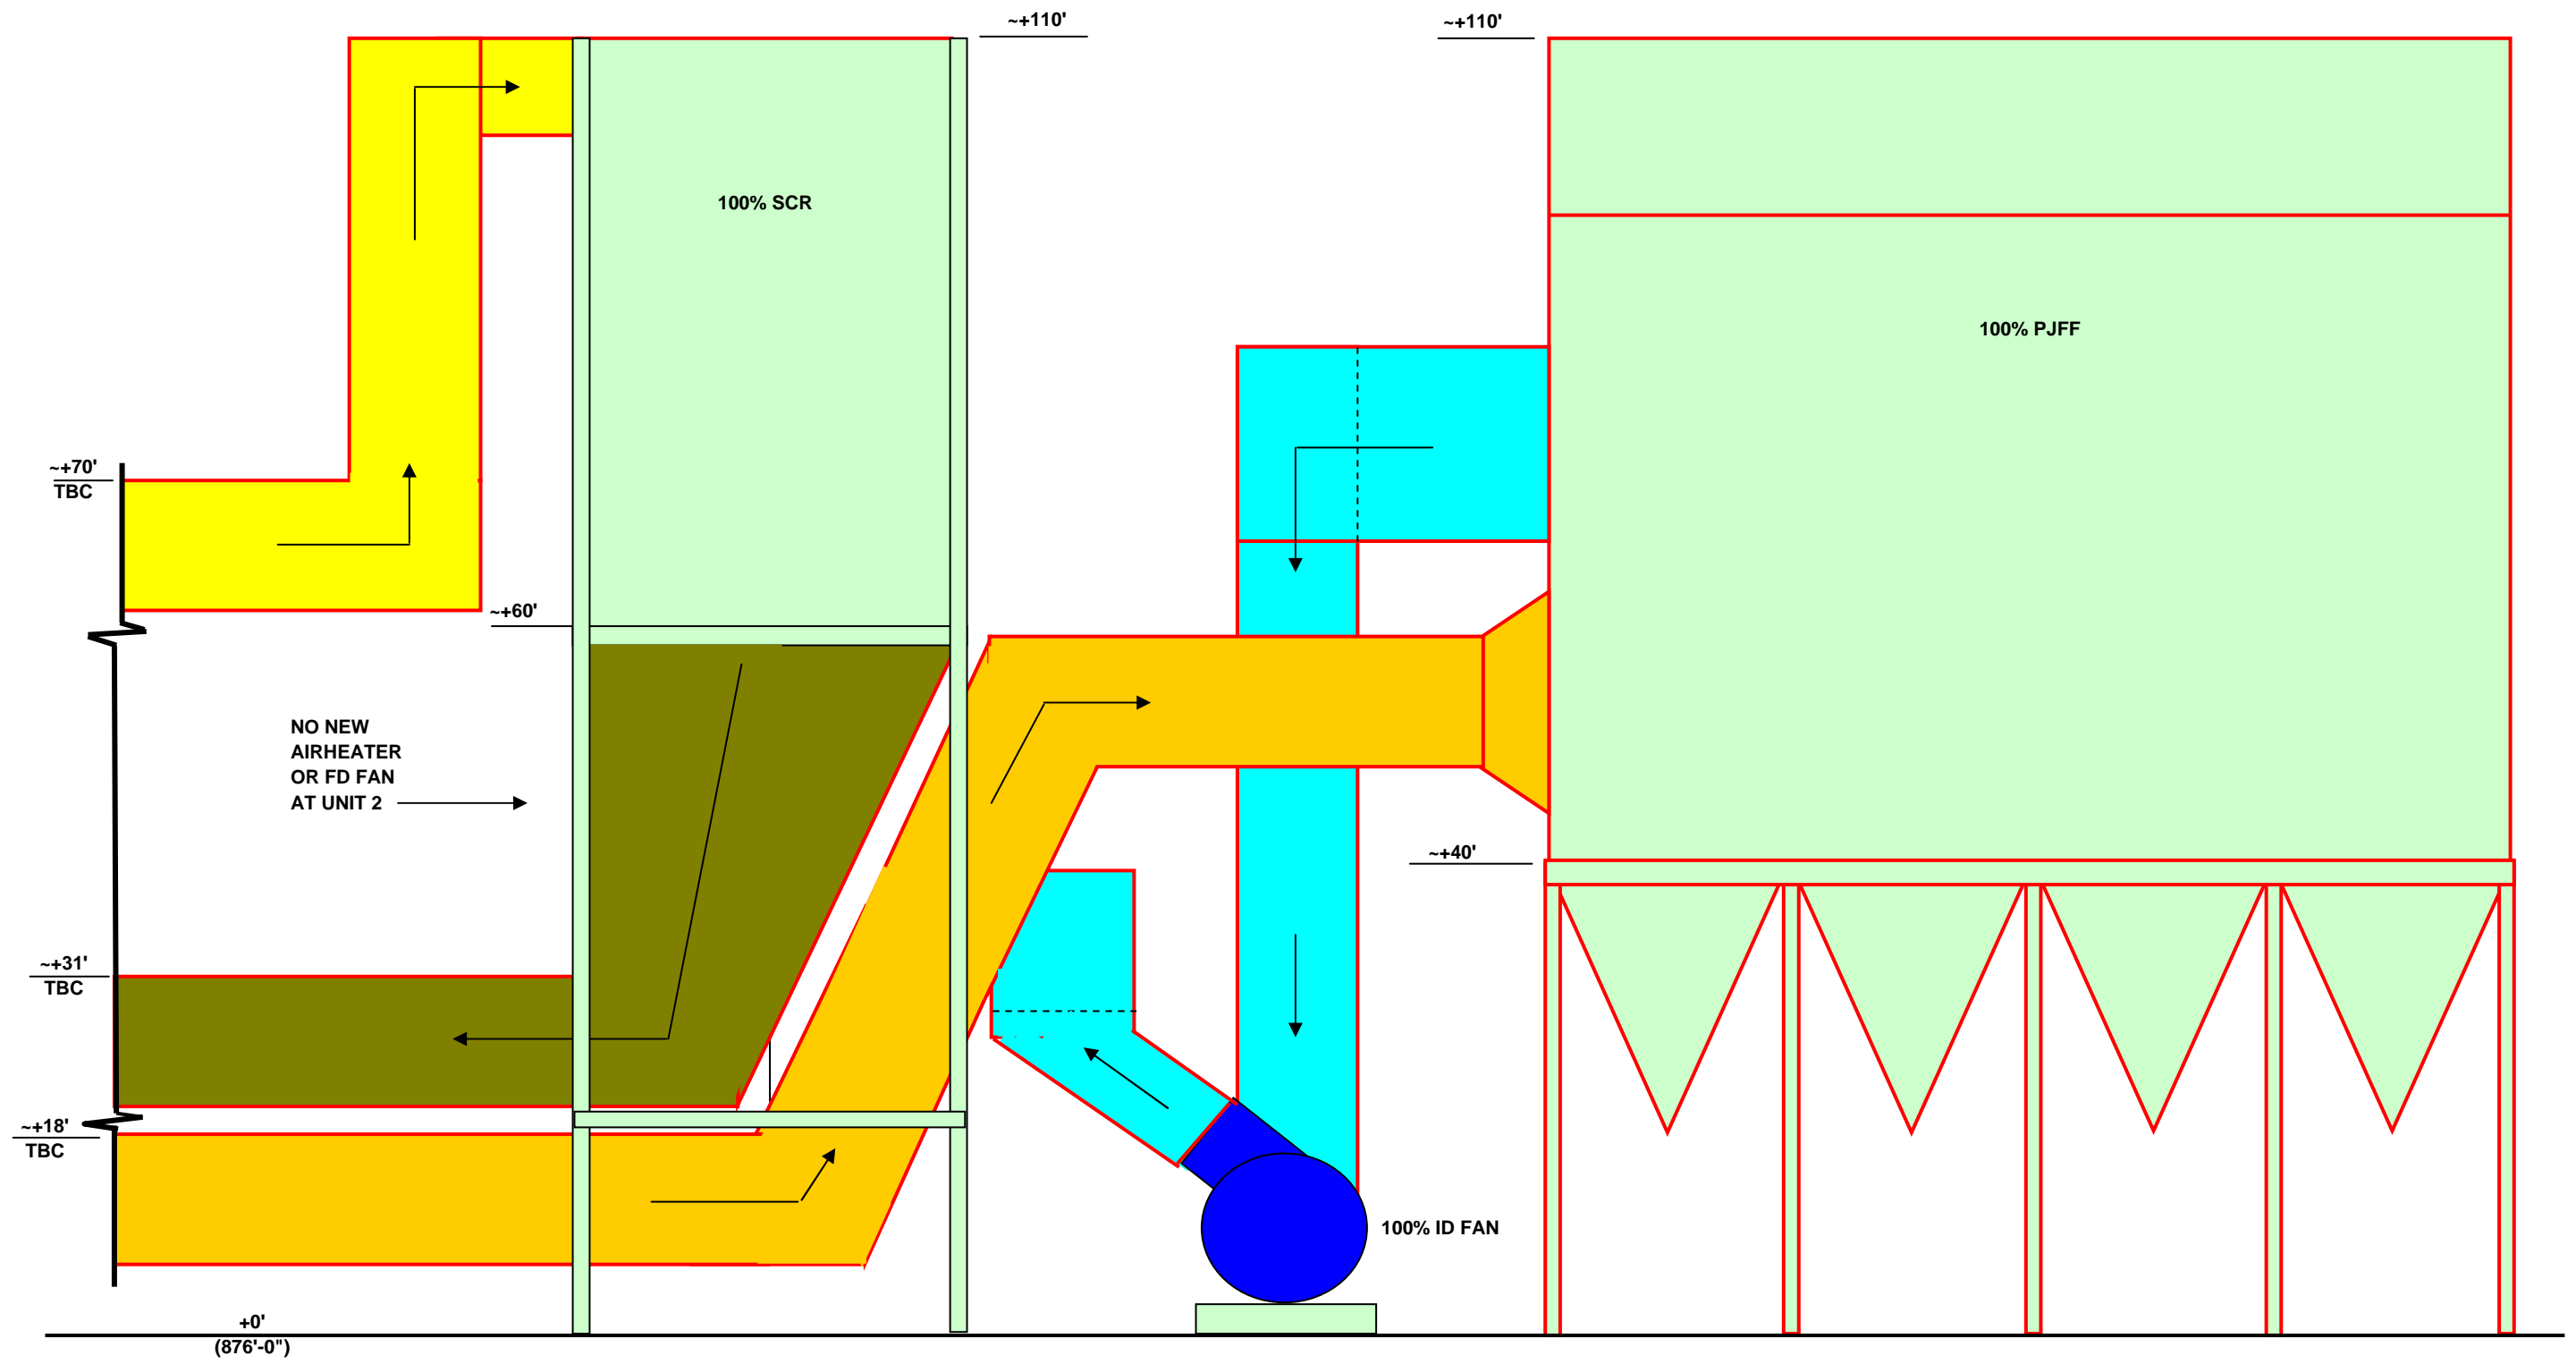 ~+110'
~+110'
100% SCR
100% PJFF
~+70'
TBC
~+60'
NO NEW
AIRHEATER
OR FD FAN
AT UNIT 2
~+40'
~+31'
TBC
~+18'
TBC
100% ID FAN
+0'
(876'-0")